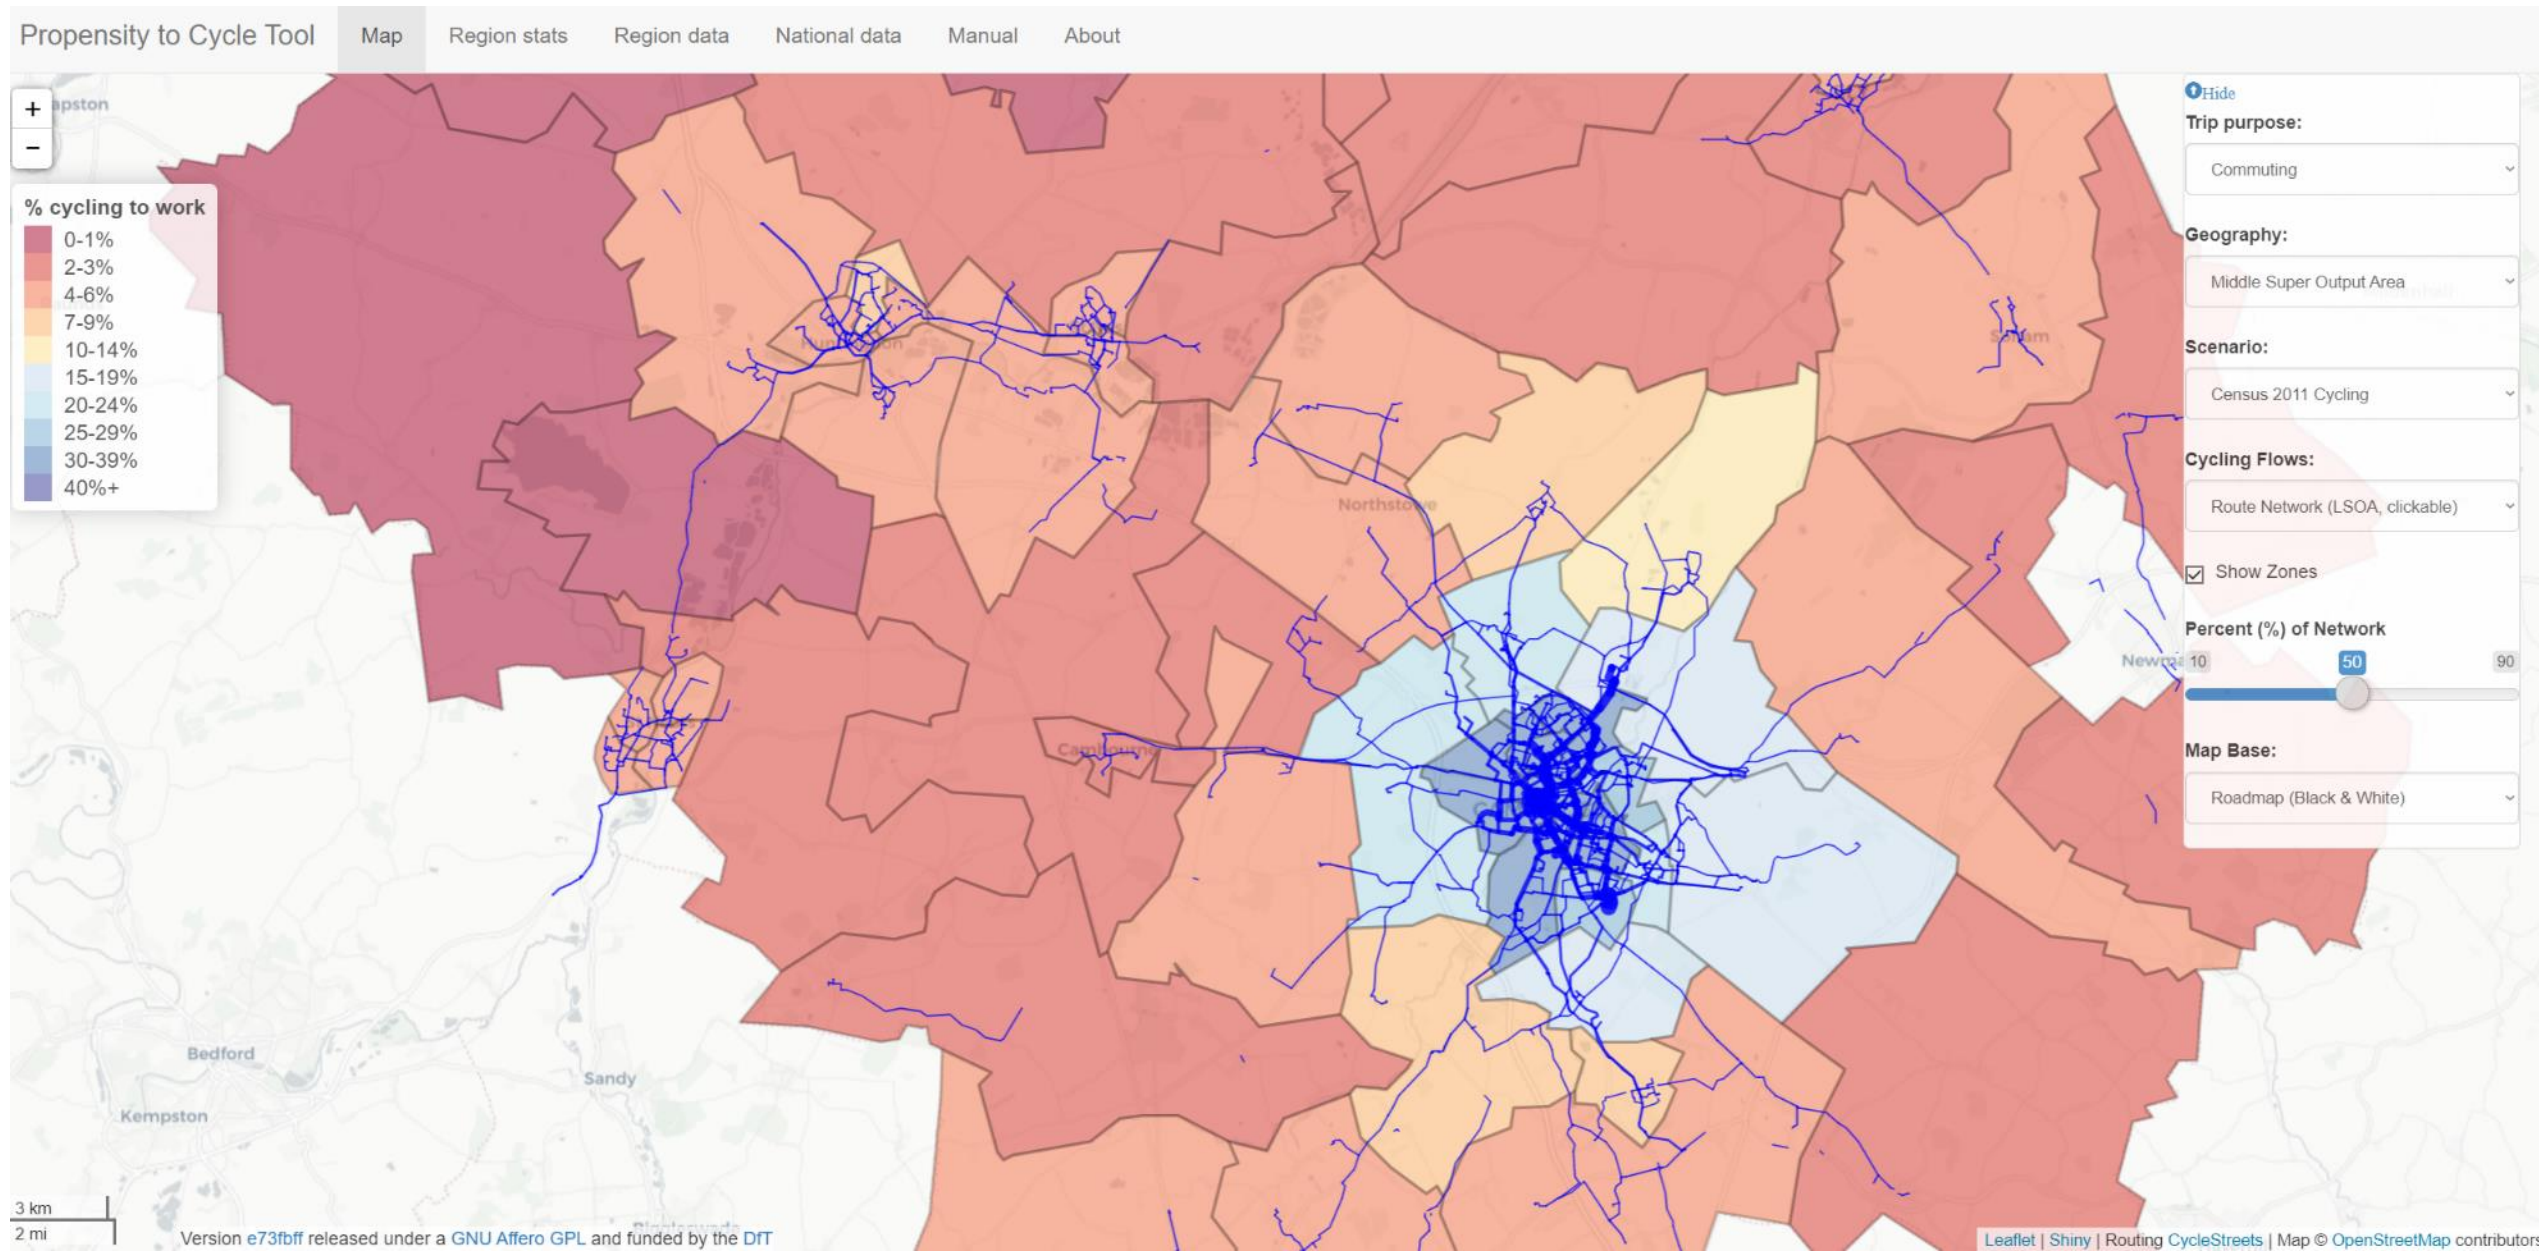 Propensity to Cycle Tool Map Region stats Region data National data Manual About
+
−
apston
% cycling to work
0-1%
2-3%
4-6%
7-9%
10-14%
15-19%
20-24%
25-29%
30-39%
40%+
Northstowe
Cambourne
Bedford
Kempston
Sandy
Hide
Trip purpose:
Commuting
Geography:
Middle Super Output Area
Scenario:
Census 2011 Cycling
Cycling Flows:
Route Network (LSOA, clickable)
Show Zones
Percent (%) of Network
10 50 90
Map Base:
Roadmap (Black & White)
3 km
2 mi
Version e73fbff released under a GNU Affero GPL and funded by the DfT
Leaflet | Shiny | Routing CycleStreets | Map © OpenStreetMap contributors